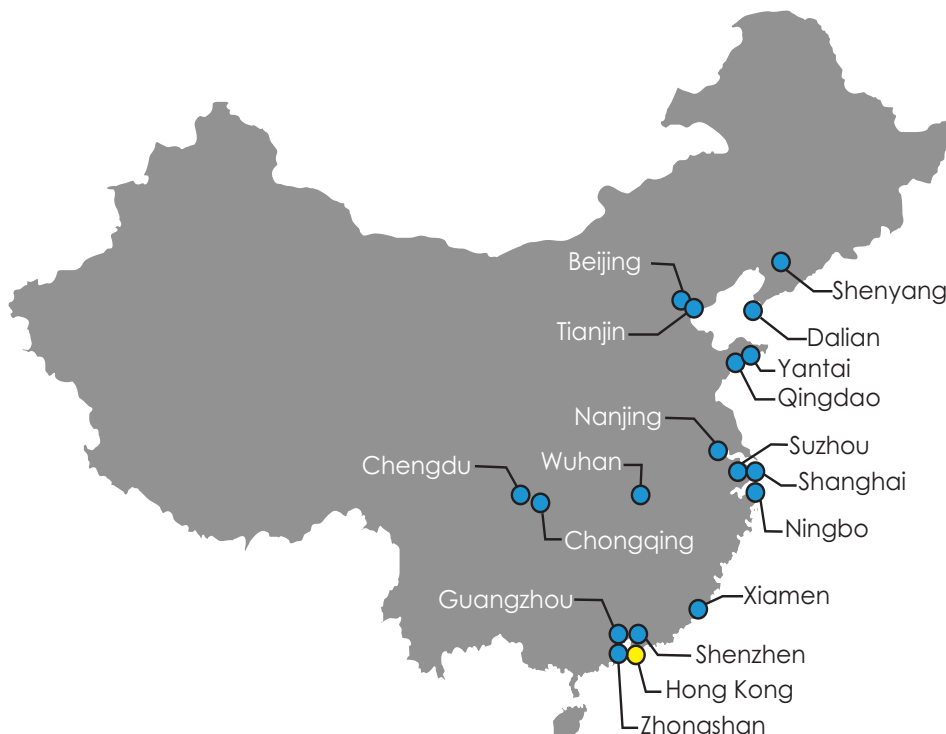 Beijing
Shenyang
Tianjin
Dalian
Yantai
Qingdao
Nanjing
Suzhou
Chengdu
Wuhan
Shanghai
Ningbo
Chongqing
Guangzhou
Xiamen
Shenzhen
Hong Kong
Zhongshan